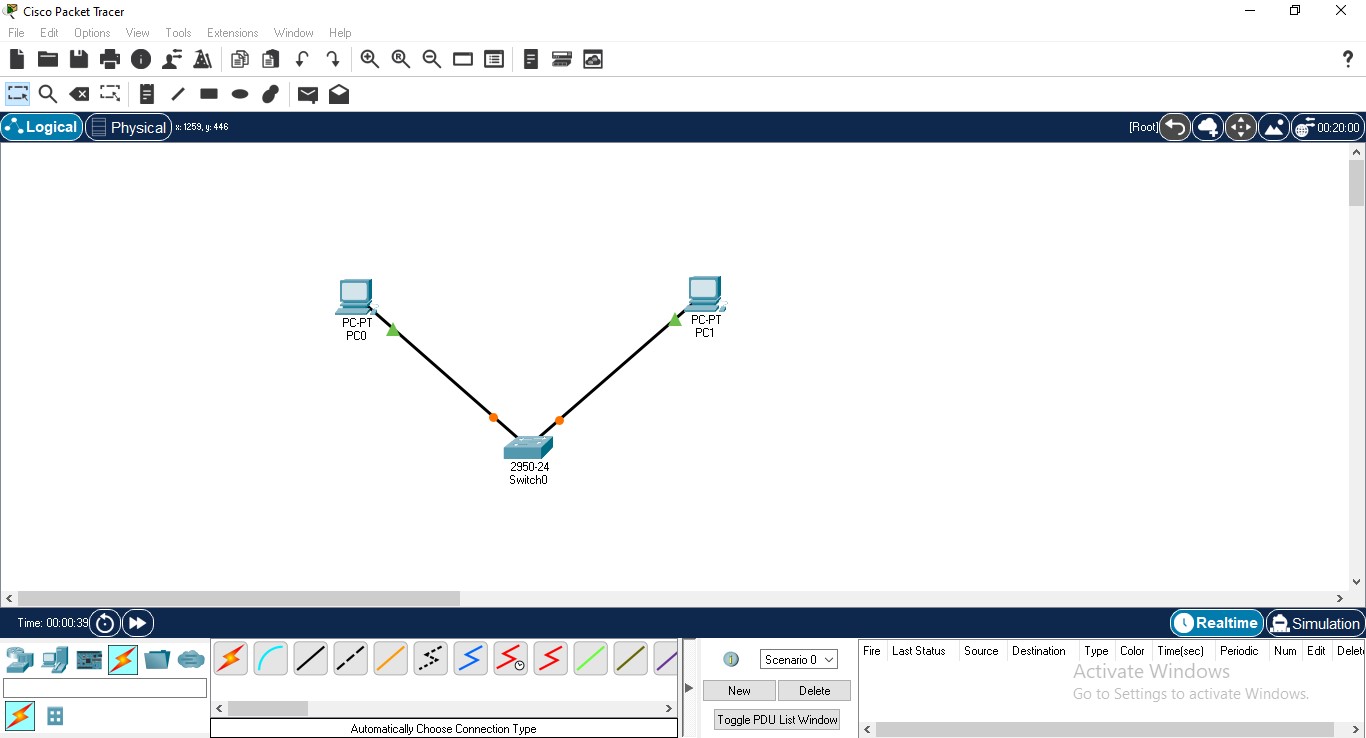 Cisco Packet Tracer
File Edit Options View Tools Extensions Window Help
Logical Physical x: 1259, y: 446 [Root] 00:20:00
PC-PT
PC0
PC-PT
PC1
2950-24
Switch0
Time: 00:00:39 Realtime Simulation
Scenario 0
New Delete
Toggle PDU List Window
Automatically Choose Connection Type
Fire Last Status Source Destination Type Color Time(sec) Periodic Num Edit Delet
Activate Windows
Go to Settings to activate Windows.